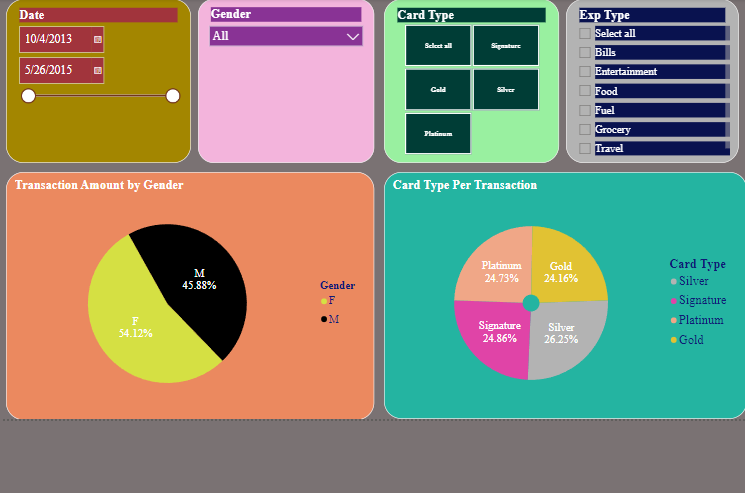 Date
10/4/2013
5/26/2015
Gender
All
Card Type
Select all
Signature
Gold
Silver
Platinum
Exp Type
Select all
Bills
Entertainment
Food
Fuel
Grocery
Travel
Transaction Amount by Gender
M
45.88%
F
54.12%
Gender
F
M
Card Type Per Transaction
Platinum
24.73%
Gold
24.16%
Signature
24.86%
Silver
26.25%
Card Type
Silver
Signature
Platinum
Gold